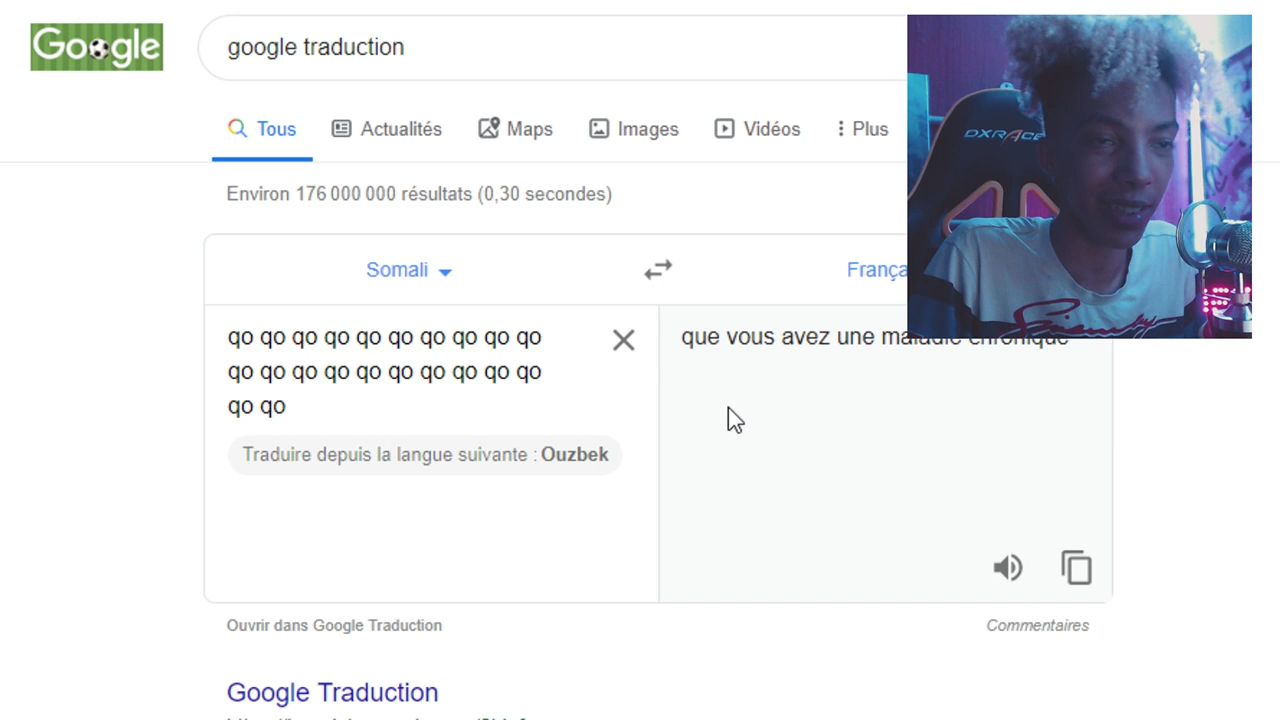 Google
google traduction
Tous
Actualités
Maps
Images
Vidéos
Plus
Environ 176 000 000 résultats (0,30 secondes)
Somali
qo qo qo qo qo qo qo qo qo qo
qo qo qo qo qo qo qo qo qo qo
qo qo
Traduire depuis la langue suivante : Ouzbek
que vous avez une maladie chronique
DXRACE
Ouvrir dans Google Traduction
Commentaires
Google Traduction